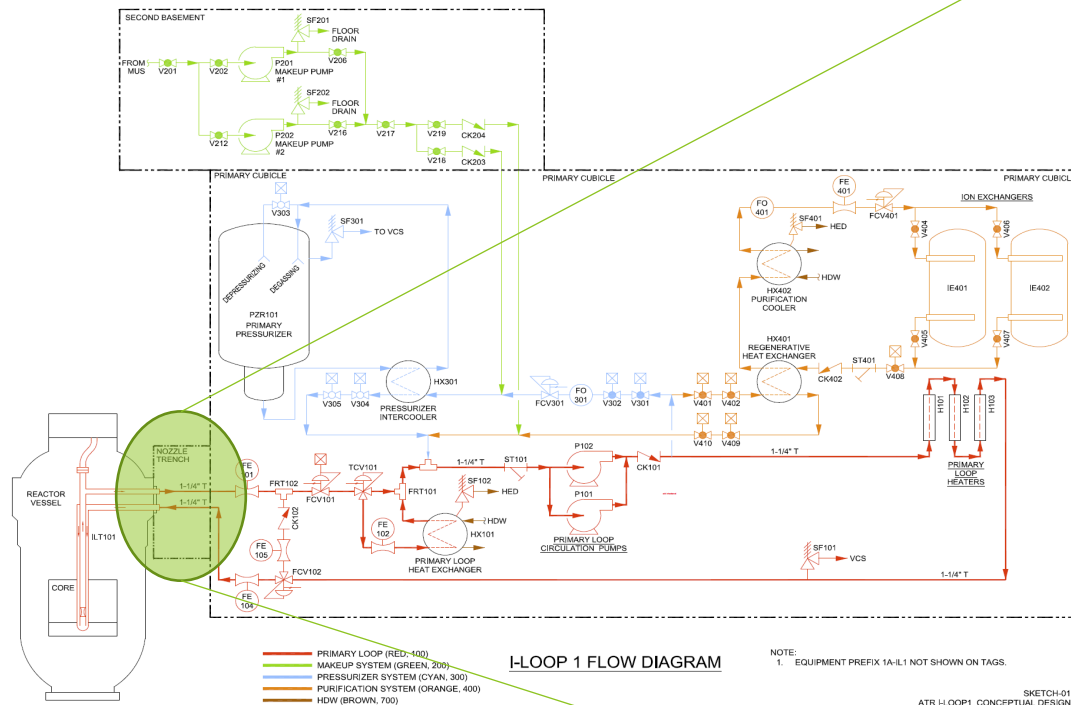 SECOND BASEMENT
SF201
FLOOR
DRAIN
FROM
MUS
V201
V202
P201
MAKEUP PUMP
#1
V206
SF202
FLOOR
DRAIN
V212
P202
MAKEUP PUMP
#2
V216
V217
V219
CK204
V218
CK203
PRIMARY CUBICLE
PRIMARY CUBICLE
PRIMARY CUBICL
V303
SF301
TO VCS
DEPRESSURIZING
DEGASSING
PZR101
PRIMARY
PRESSURIZER
HX301
PRESSURIZER
INTERCOOLER
V305
V304
FCV301
FO
301
V302
V301
FO
401
FE
401
FCV401
ION EXCHANGERS
SF401
HED
HDW
HX402
PURIFICATION
COOLER
V404
V406
IE401
IE402
V405
V407
HX401
REGENERATIVE
HEAT EXCHANGER
ST401
CK402
V408
V401
V402
V410
V409
H101
H102
H103
PRIMARY
LOOP
HEATERS
NOZZLE
TRENCH
REACTOR
VESSEL
1-1/4" T
1-1/4" T
ILT101
CORE
FE
101
FRT102
FCV101
TCV101
FRT101
1-1/4" T
ST101
P102
CK101
1-1/4" T
P101
PRIMARY LOOP
CIRCULATION PUMPS
SF102
HED
HDW
HX101
PRIMARY LOOP
HEAT EXCHANGER
FE
102
CK102
FE
105
FCV102
FE
104
SF101
VCS
1-1/4" T
PRIMARY LOOP (RED, 100)
MAKEUP SYSTEM (GREEN, 200)
PRESSURIZER SYSTEM (CYAN, 300)
PURIFICATION SYSTEM (ORANGE, 400)
HDW (BROWN, 700)
I-LOOP 1 FLOW DIAGRAM
NOTE:
1. EQUIPMENT PREFIX 1A-IL1 NOT SHOWN ON TAGS.
SKETCH-01
ATR I-LOOP1 CONCEPTUAL DESIGN